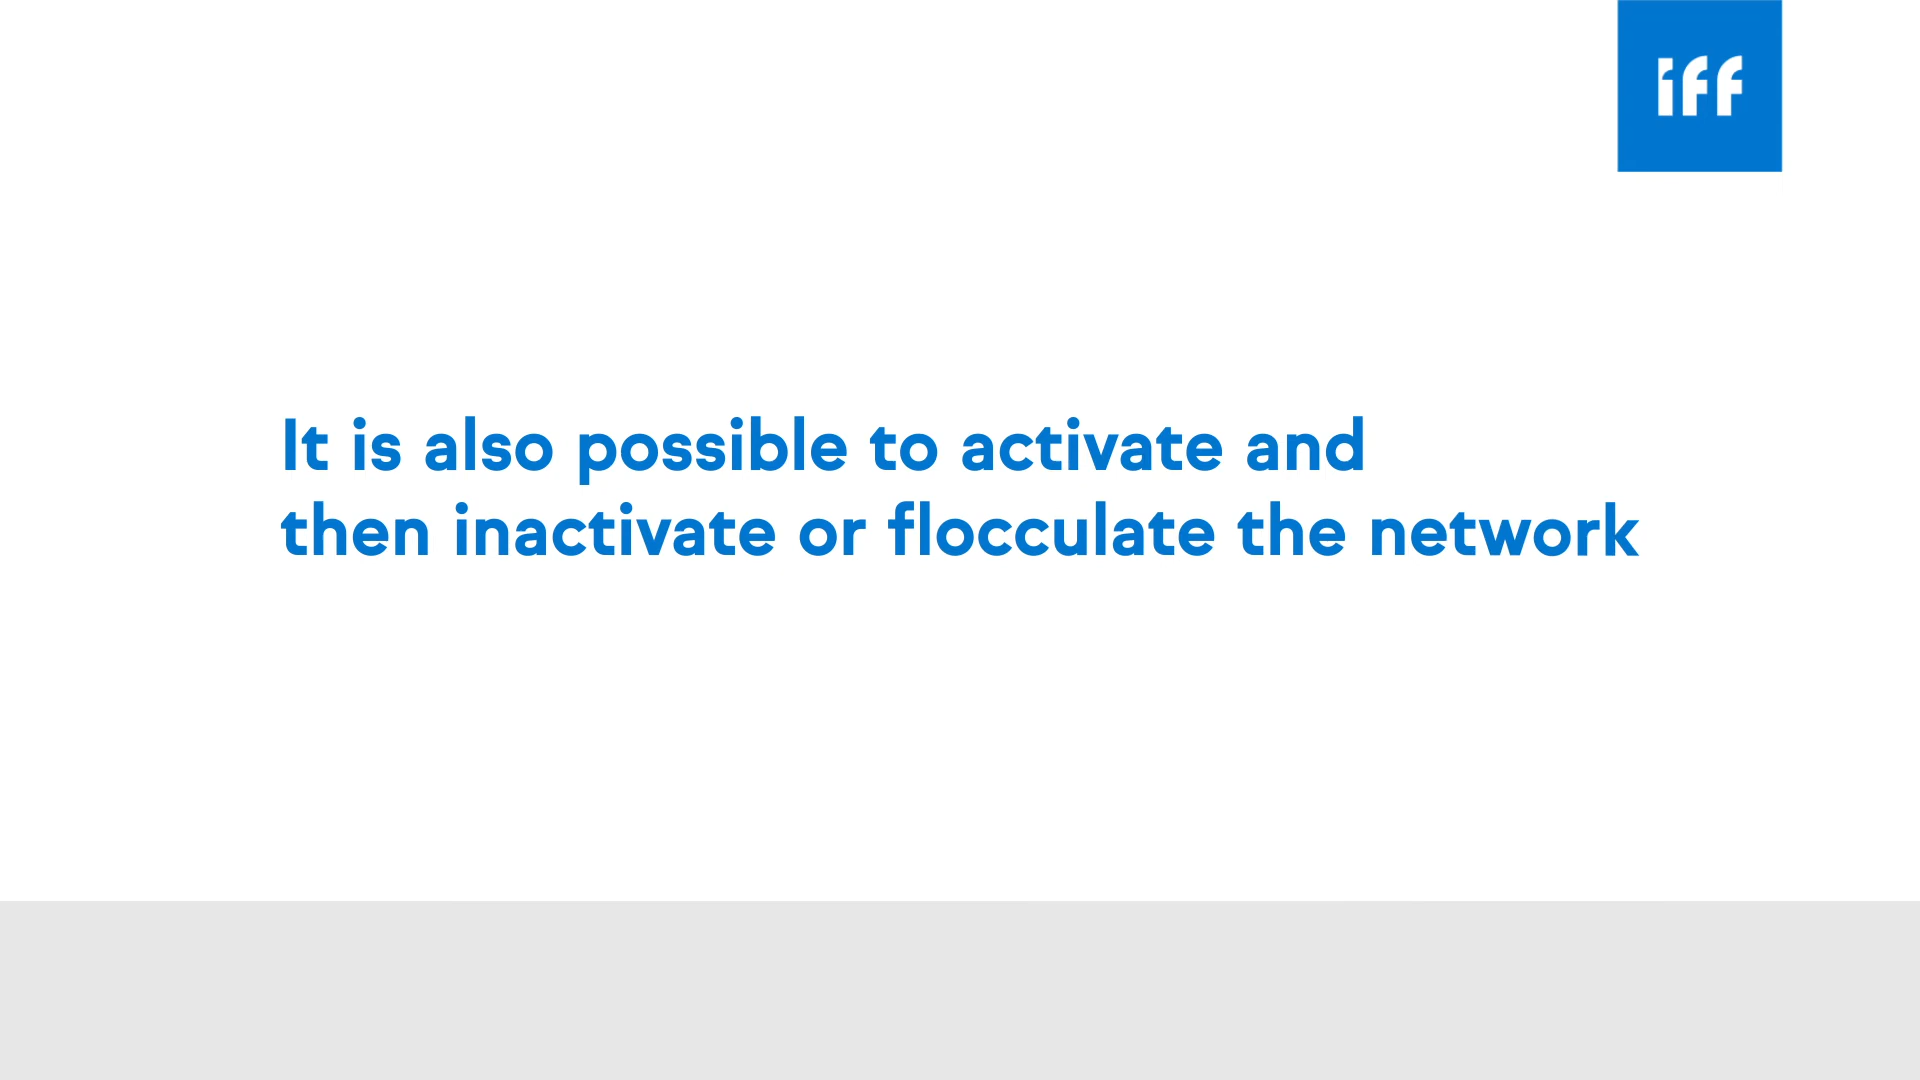 iff
It is also possible to activate and
then inactivate or flocculate the network